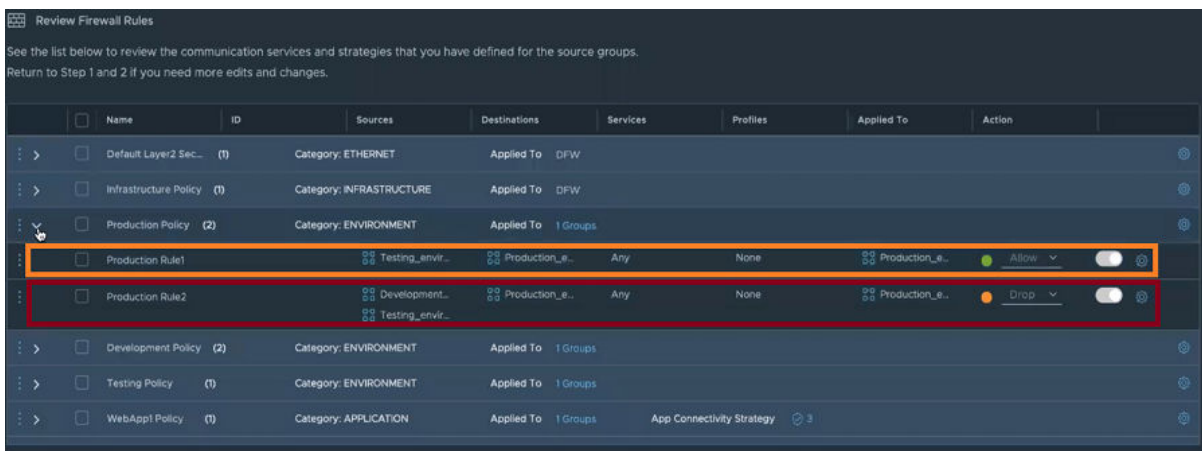 Review Firewall Rules
See the list below to review the communication services and strategies that you have defined for the source groups.
Return to Step 1 and 2 if you need more edits and changes.
Name ID Sources Destinations Services Profiles Applied To Action
Default Layer2 Sec... (1) Category: ETHERNET Applied To DFW
Infrastructure Policy (1) Category: INFRASTRUCTURE Applied To DFW
Production Policy (2) Category: ENVIRONMENT Applied To 1 Groups
Production Rule1 Testing_envir... Production_e... Any None Production_e... Allow
Production Rule2 Development... Production_e... Any None Production_e... Drop
Testing_envir...
Development Policy (2) Category: ENVIRONMENT Applied To 1 Groups
Testing Policy (1) Category: ENVIRONMENT Applied To 1 Groups
WebApp1 Policy (1) Category: APPLICATION Applied To 1 Groups App Connectivity Strategy 3